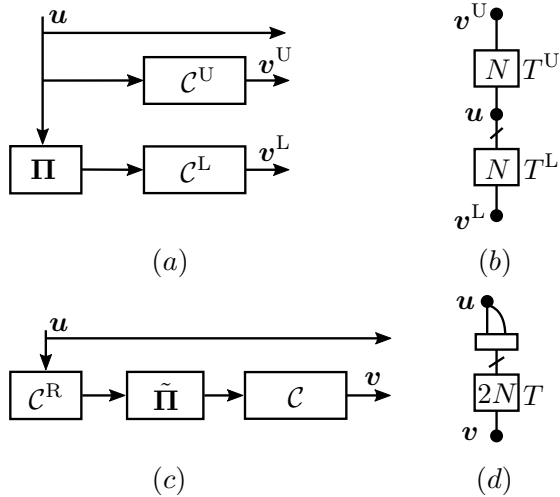 u
C^U v^U
Π C^L v^L
(a)
v^U
N T^U
u
N T^L
v^L
(b)
u
C^R Π̃ C v
(c)
u
2N T
v
(d)